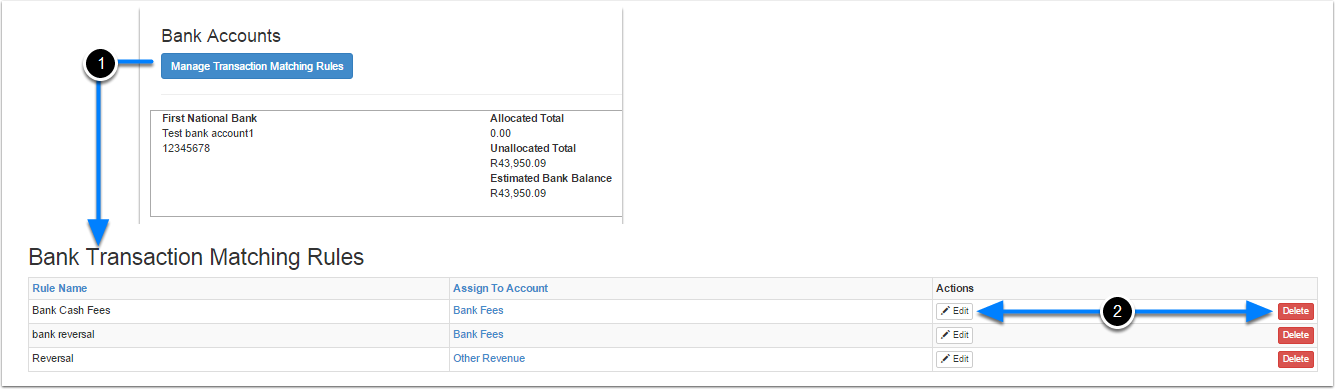 Bank Accounts
1
Manage Transaction Matching Rules
First National Bank Allocated Total
Test bank account1 0.00
12345678 Unallocated Total
R43,950.09
Estimated Bank Balance
R43,950.09
Bank Transaction Matching Rules
Rule Name Assign To Account Actions
Bank Cash Fees Bank Fees Edit 2 Delete
bank reversal Bank Fees Edit Delete
Reversal Other Revenue Edit Delete